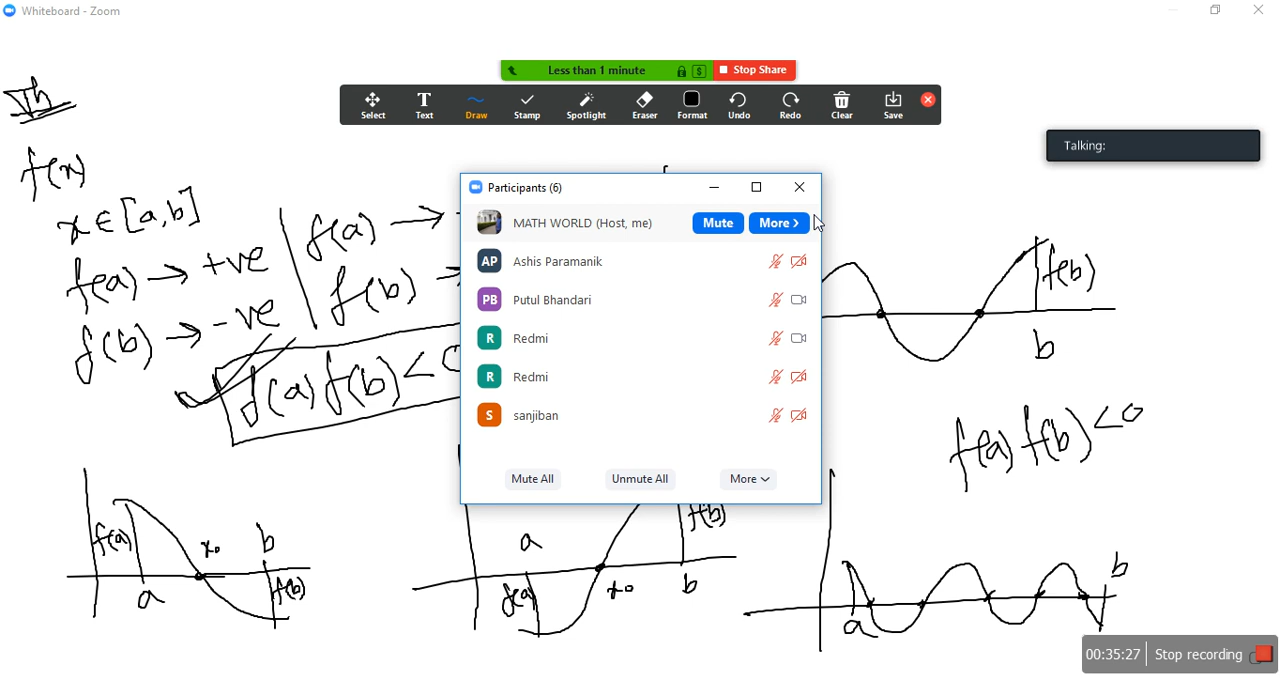 Whiteboard - Zoom
Less than 1 minute
Stop Share
Select Text Draw Stamp Spotlight Eraser Format Undo Redo Clear Save
Talking:
Th
f(x)
x∈[a,b]
f(a) → +ve
f(b) → -ve
f(a) →
f(b) →
f(a) f(b) < 0
Participants (6)
MATH WORLD (Host, me) Mute More >
AP Ashis Paramanik
PB Putul Bhandari
R Redmi
R Redmi
S sanjiban
Mute All Unmute All More
f(b)
b
f(a) f(b) < 0
f(a) x₀ b
a f(b)
a f(b)
f(a) x₀ b
b
a
00:35:27 Stop recording